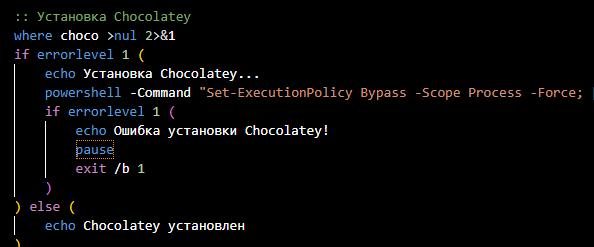 :: Установка Chocolatey
where choco >nul 2>&1
if errorlevel 1 (
echo Установка Chocolatey...
powershell -Command "Set-ExecutionPolicy Bypass -Scope Process -Force;
if errorlevel 1 (
echo Ошибка установки Chocolatey!
pause
exit /b 1
)
) else (
echo Chocolatey установлен
)